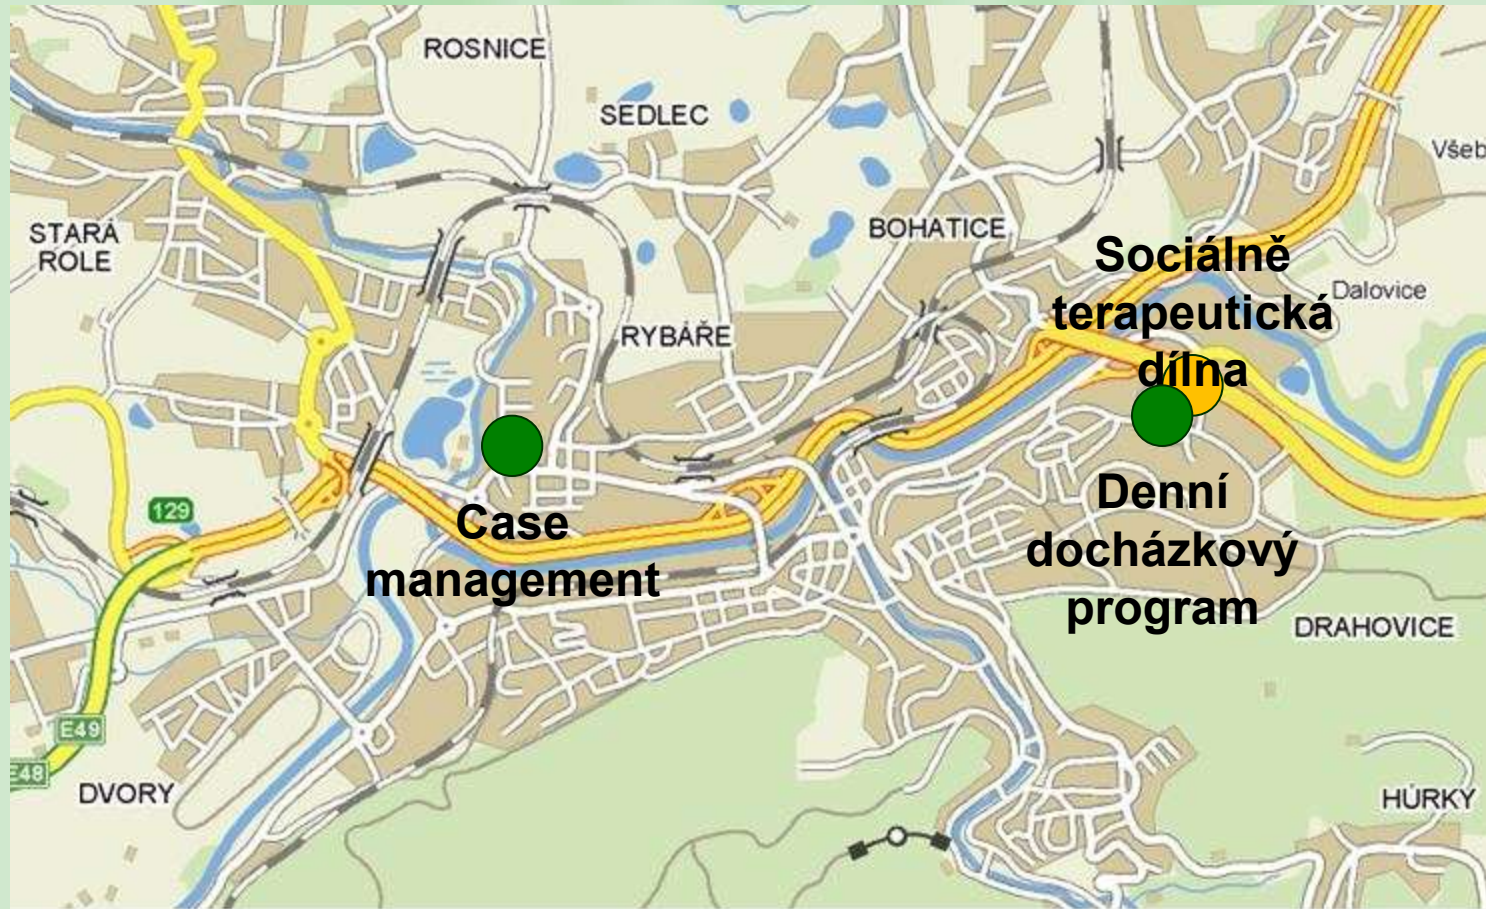 ROSNICE
SEDLEC
Všeb
STARÁ
ROLE
BOHATICE
Sociálně
terapeutická
dílna
Dalovice
RYBÁŘE
129
Case
management
Denní
docházkový
program
DRAHOVICE
E49
E48
DVORY
HŮRKY